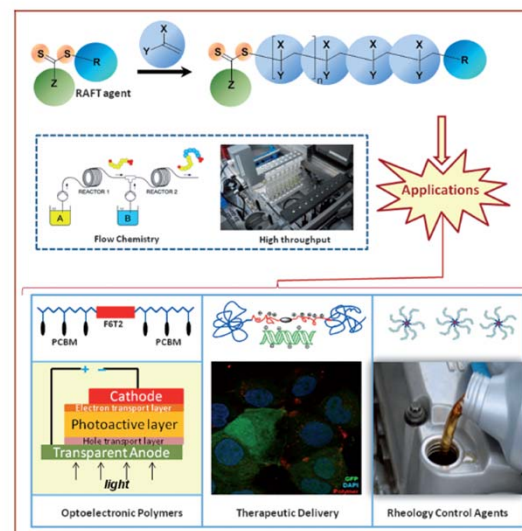 S S R Z
X Y
S S Z X X X X Y Y Y Y n R
RAFT agent
Applications
REACTOR 1
REACTOR 2
A
B
Flow Chemistry
High throughput
F6T2
PCBM
PCBM
+ -
Cathode
Electron transport layer
Photoactive layer
Hole transport layer
Transparent Anode
light
Optoelectronic Polymers
GFP
DAPI
Polymer
Therapeutic Delivery
Rheology Control Agents